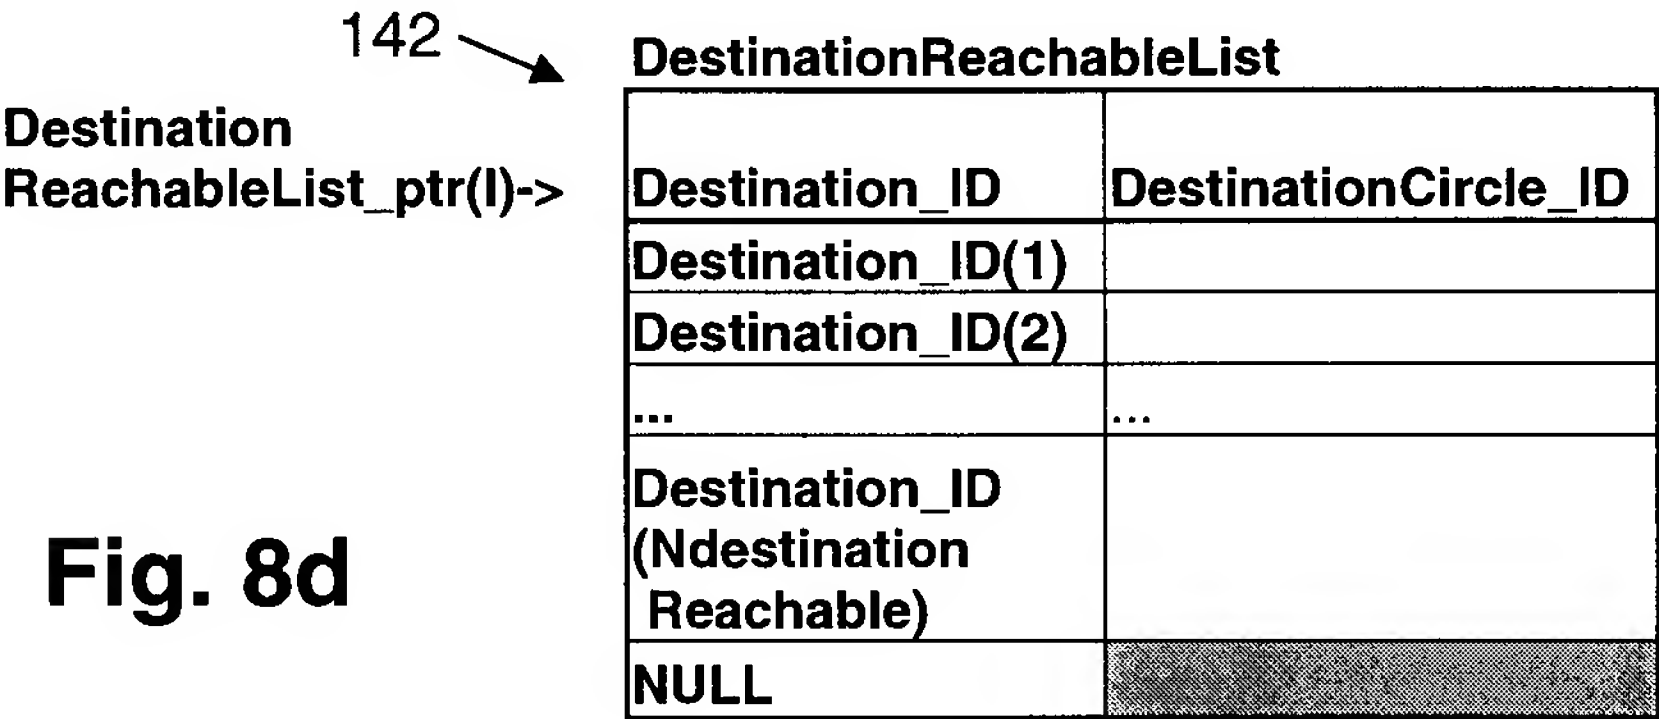 142
DestinationReachableList
Destination
ReachableList_ptr(I)->
Destination_ID DestinationCircle_ID
Destination_ID(1)
Destination_ID(2)
... ...
Destination_ID
(Ndestination
Reachable)
NULL
Fig. 8d